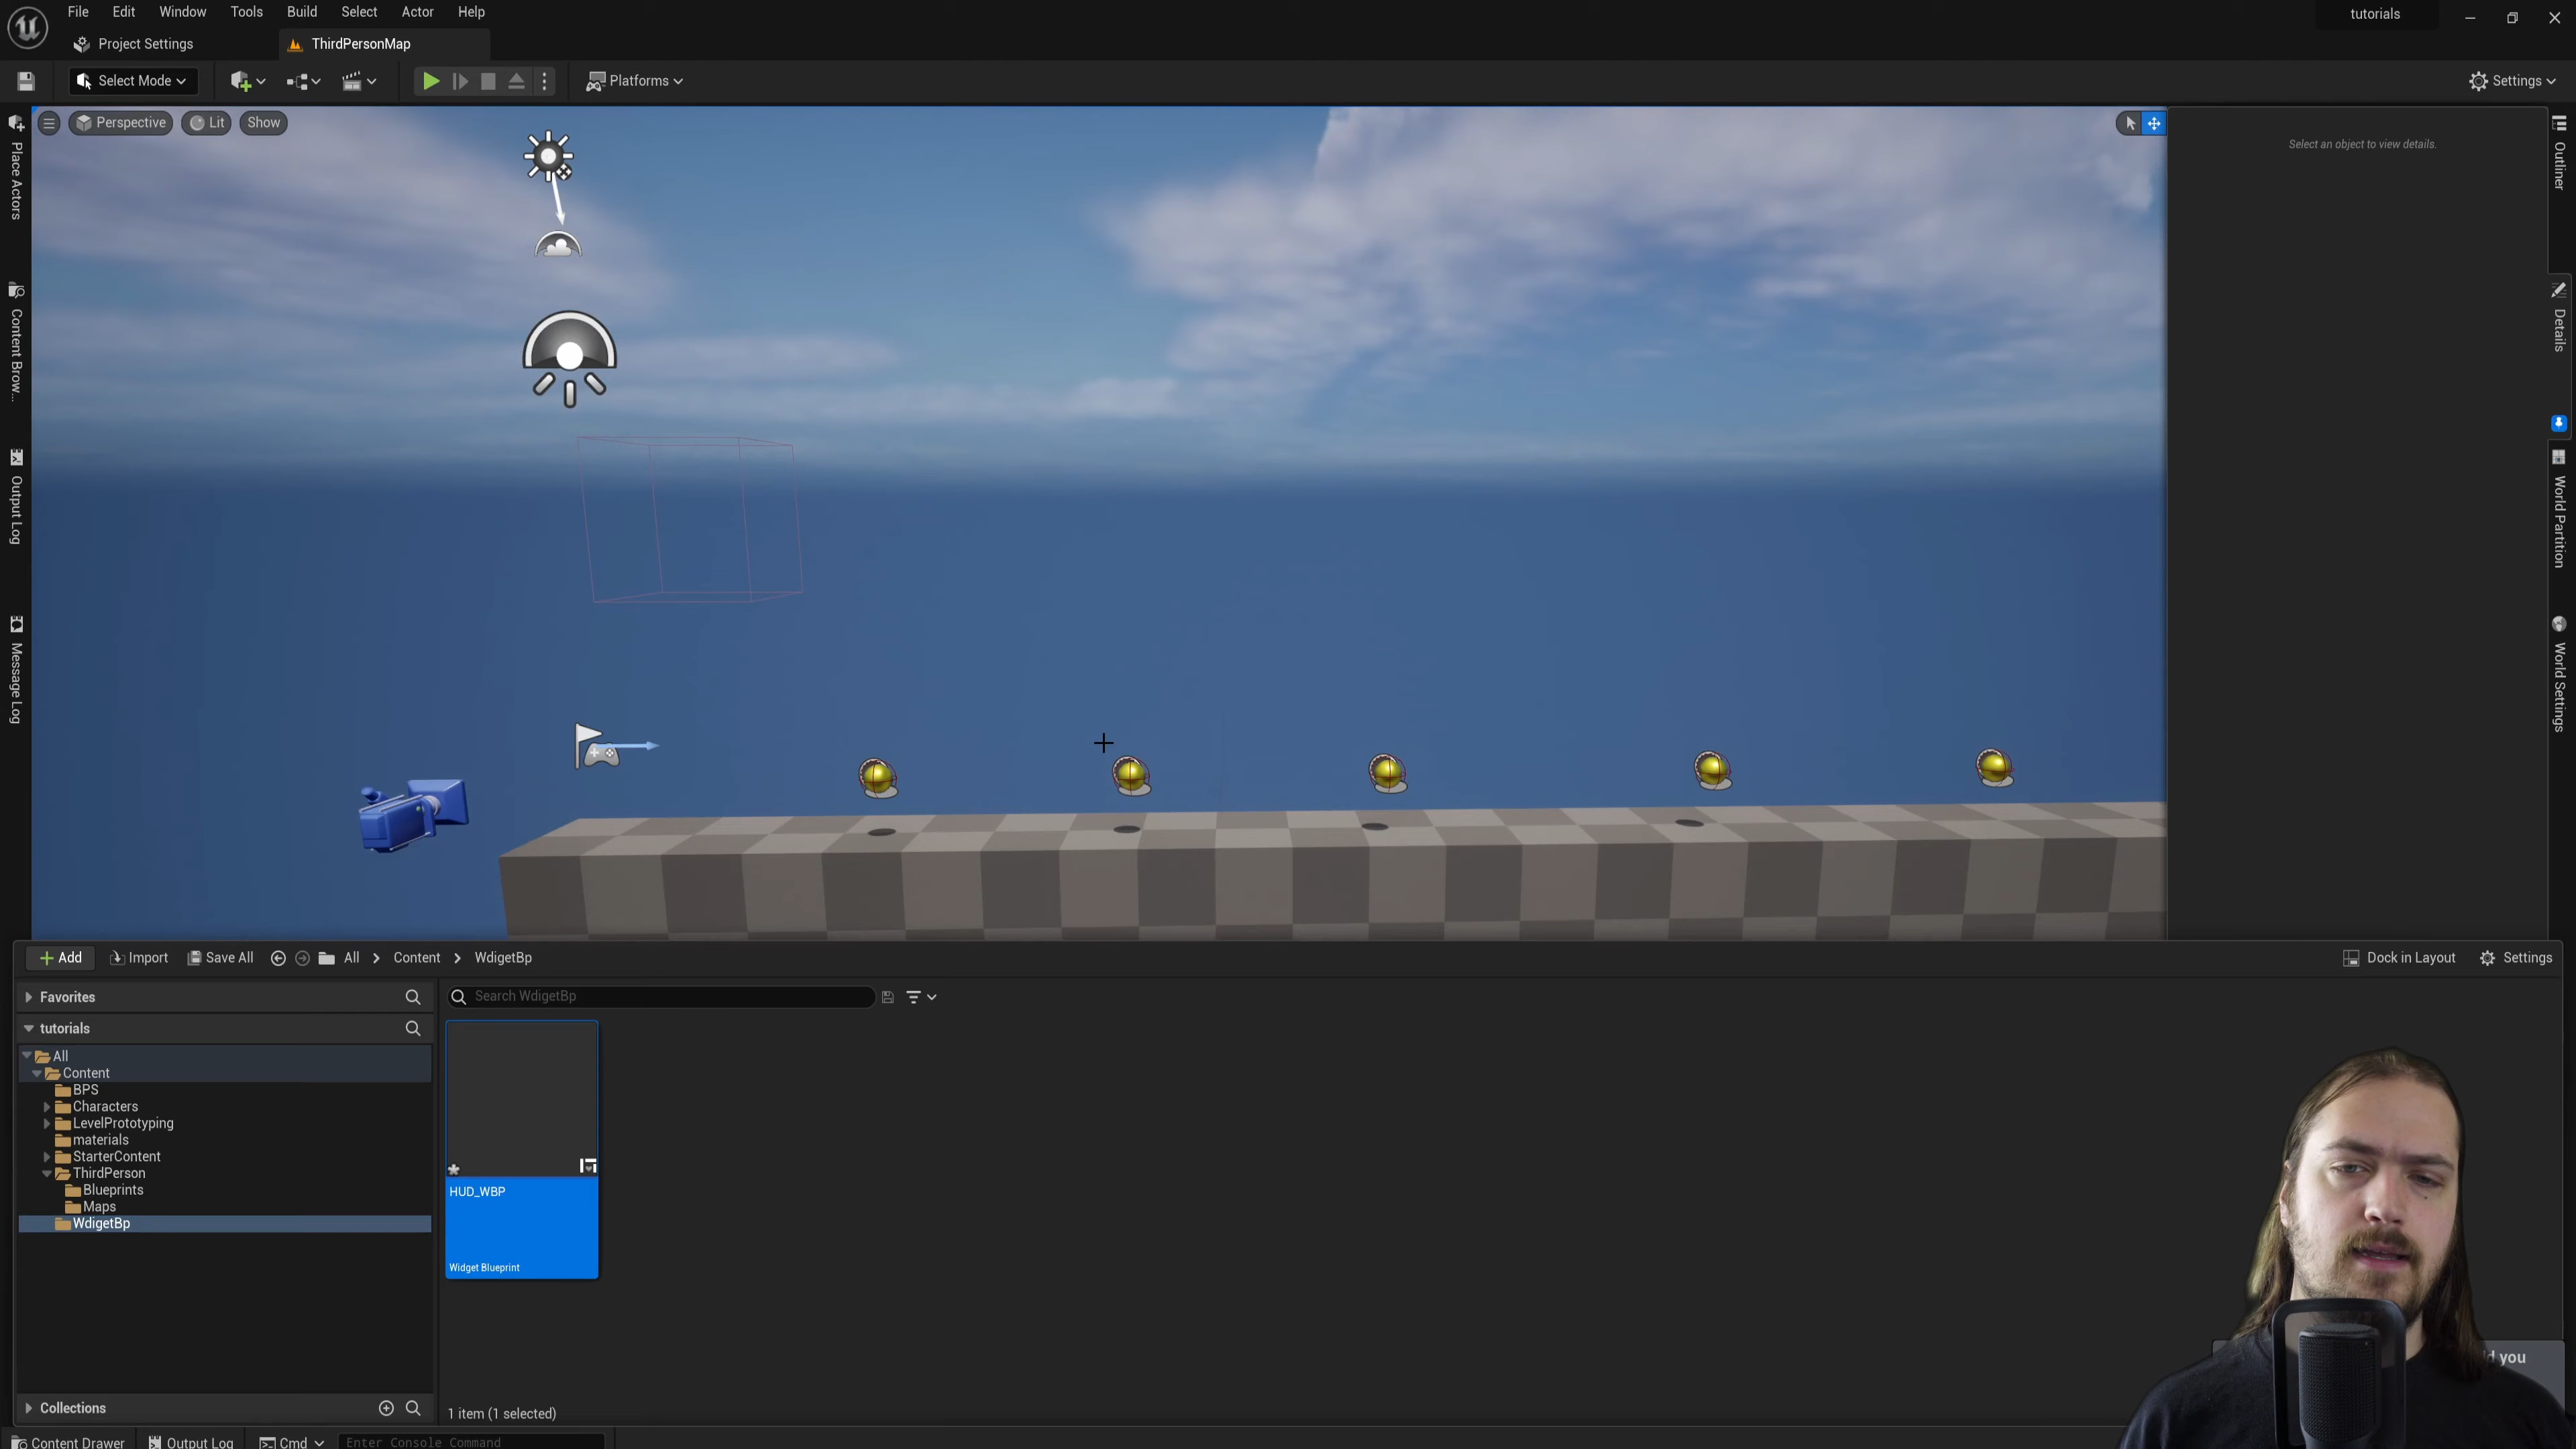 File Edit Window Tools Build Select Actor Help
tutorials
Project Settings
ThirdPersonMap
Select Mode
Platforms
Settings
Perspective
Lit
Show
Place Actors
Content Brow...
Output Log
Message Log
Select an object to view details.
Outliner
Details
World Partition
World Settings
Add
Import
Save All
All > Content > WdigetBp
Dock in Layout
Settings
Favorites
Search WdigetBp
tutorials
All
Content
BPS
Characters
LevelPrototyping
materials
StarterContent
ThirdPerson
Blueprints
Maps
WdigetBp
HUD_WBP
Widget Blueprint
you
Collections
1 item (1 selected)
Content Drawer
Output Log
Cmd
Enter Console Command